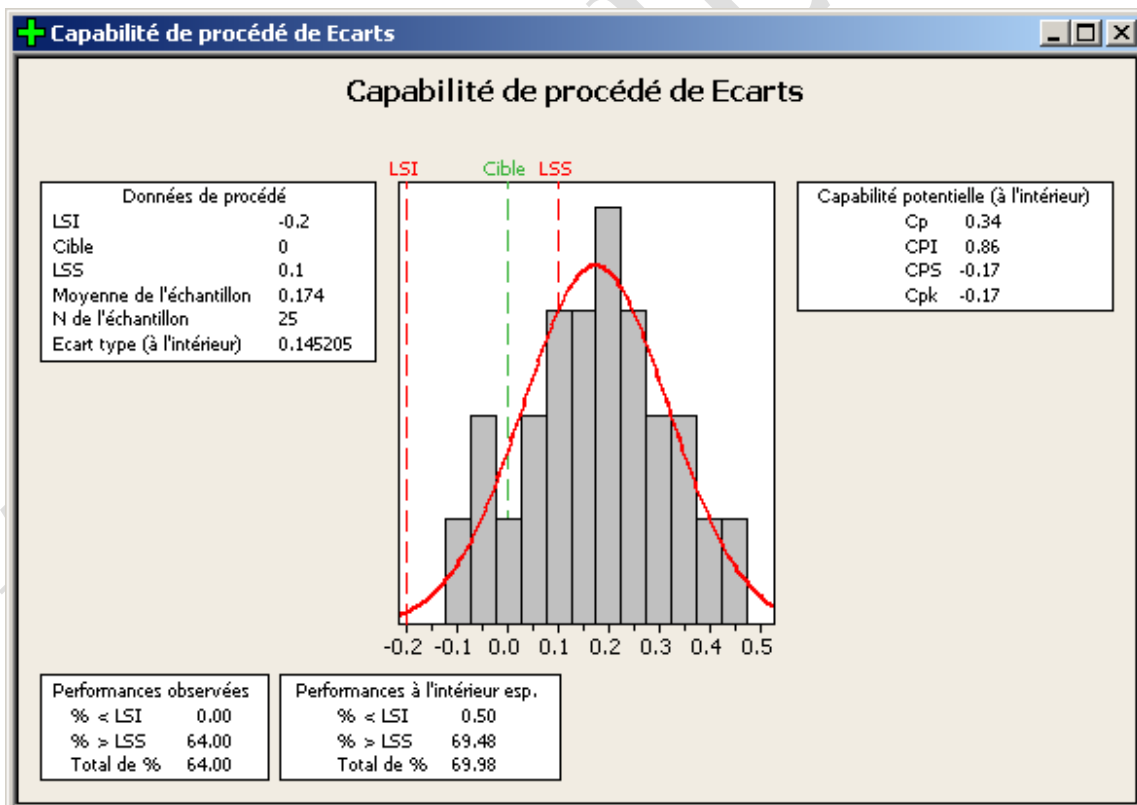 Capabilité de procédé de Ecarts
Capabilité de procédé de Ecarts
LSI Cible LSS
Données de procédé
LSI -0.2
Cible 0
LSS 0.1
Moyenne de l'échantillon 0.174
N de l'échantillon 25
Ecart type (à l'intérieur) 0.145205
Capabilité potentielle (à l'intérieur)
Cp 0.34
CPI 0.86
CPS -0.17
Cpk -0.17
-0.2 -0.1 0.0 0.1 0.2 0.3 0.4 0.5
Performances observées
% < LSI 0.00
% > LSS 64.00
Total de % 64.00
Performances à l'intérieur esp.
% < LSI 0.50
% > LSS 69.48
Total de % 69.98